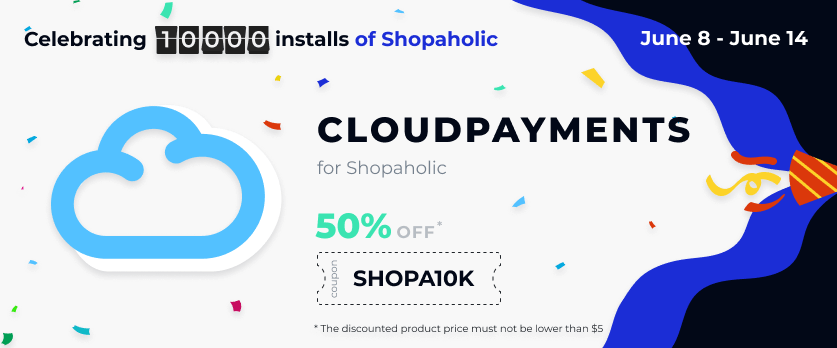 Celebrating 10000 installs of Shopaholic
June 8 - June 14
CLOUDPAYMENTS
for Shopaholic
50% OFF*
coupon SHOPA10K
* The discounted product price must not be lower than $5